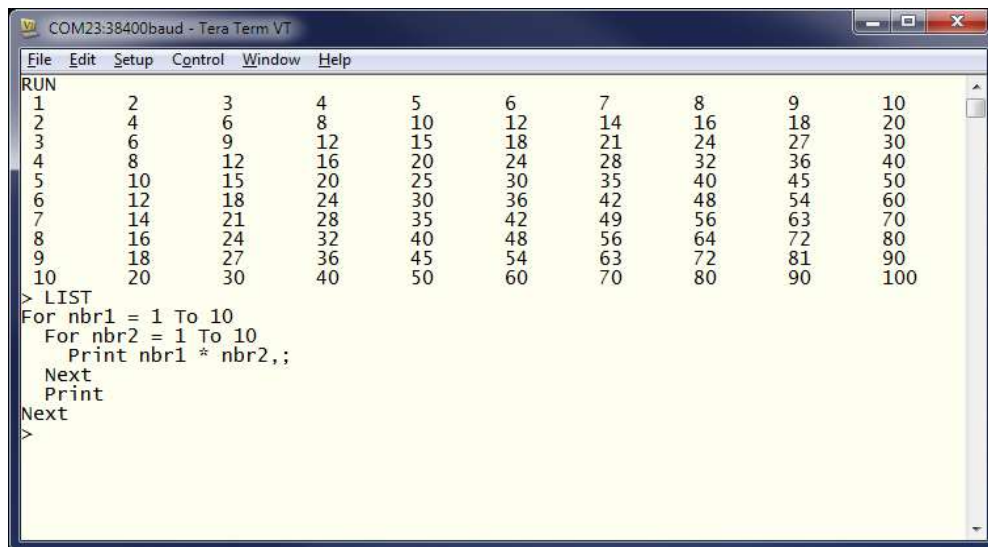 COM23:38400baud - Tera Term VT
File Edit Setup Control Window Help
RUN
1 2 3 4 5 6 7 8 9 10
2 4 6 8 10 12 14 16 18 20
3 6 9 12 15 18 21 24 27 30
4 8 12 16 20 24 28 32 36 40
5 10 15 20 25 30 35 40 45 50
6 12 18 24 30 36 42 48 54 60
7 14 21 28 35 42 49 56 63 70
8 16 24 32 40 48 56 64 72 80
9 18 27 36 45 54 63 72 81 90
10 20 30 40 50 60 70 80 90 100
> LIST
For nbr1 = 1 To 10
  For nbr2 = 1 To 10
    Print nbr1 * nbr2,;
  Next
  Print
Next
>